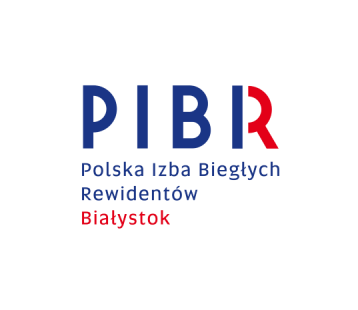 PIBR
Polska Izba Biegłych
Rewidentów
Białystok